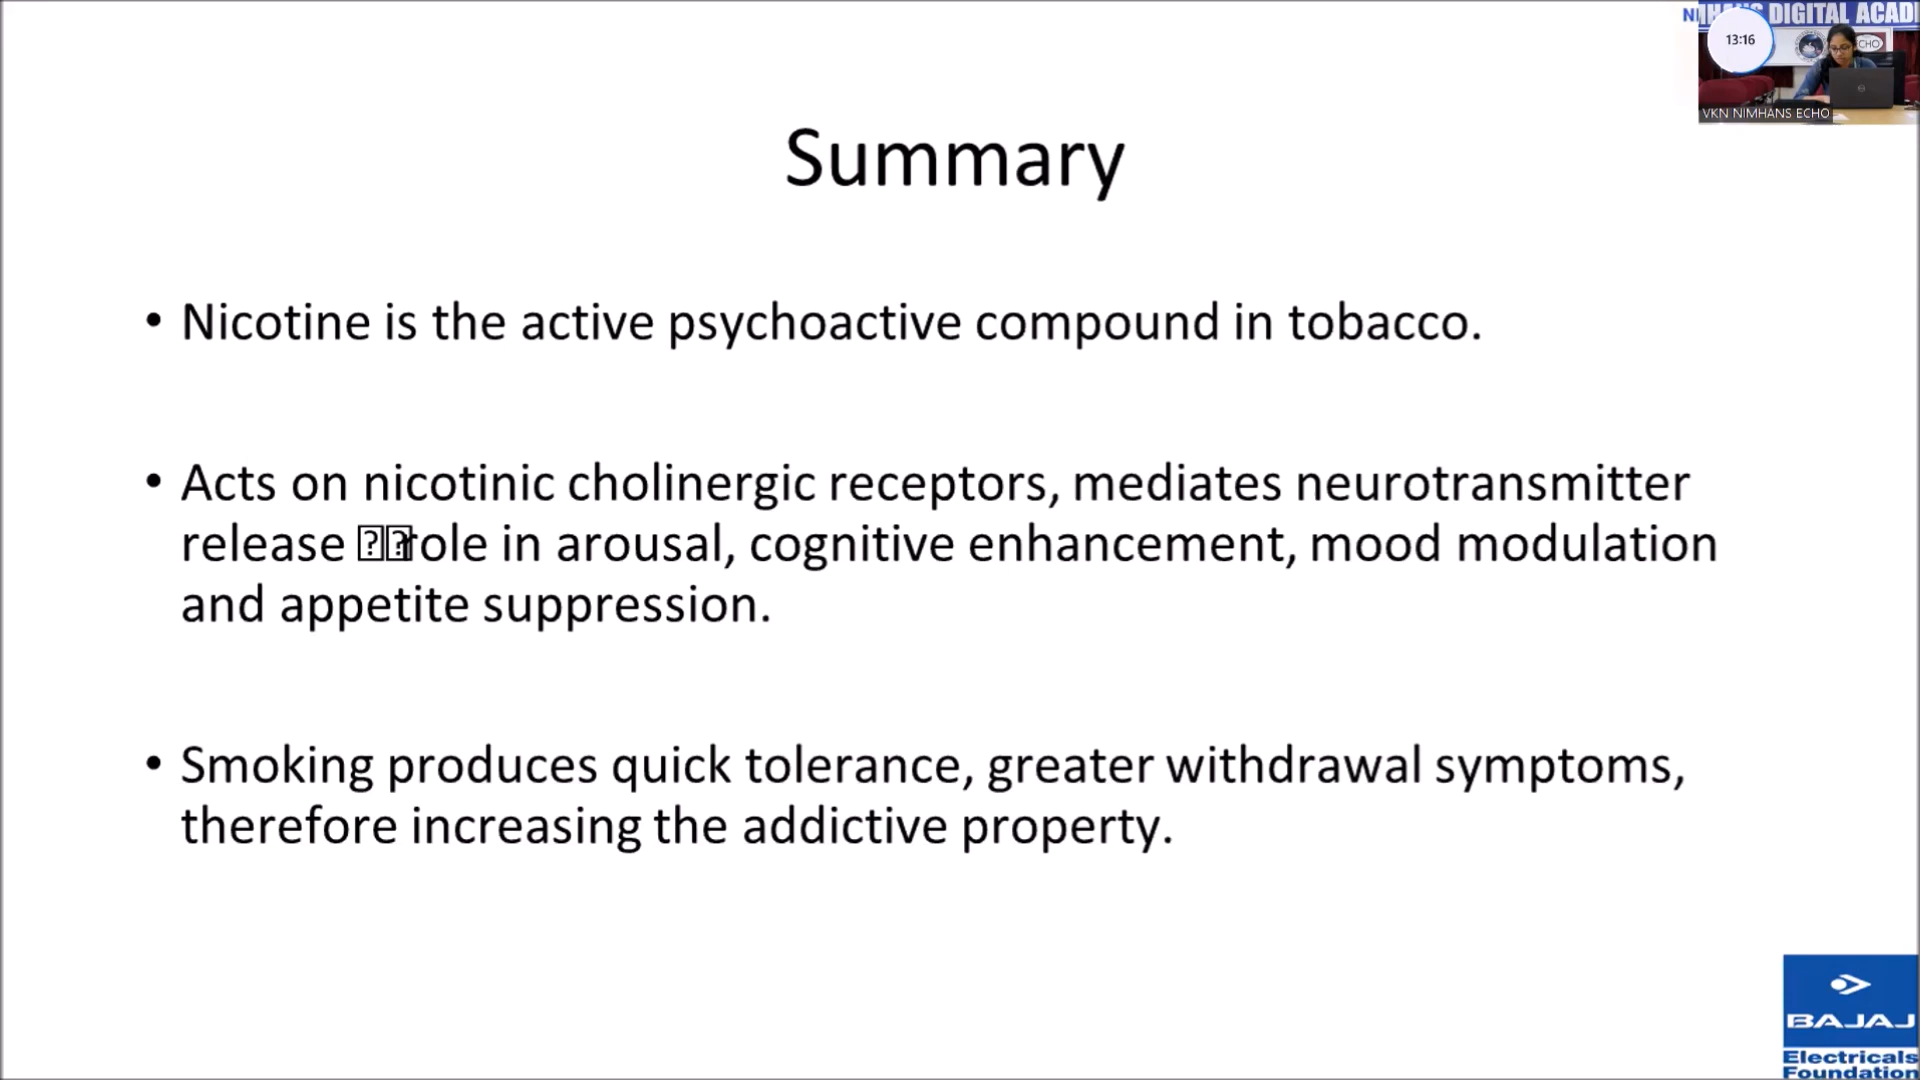 NIMHANS DIGITAL ACAD
13:16
ECHO
VKN NIMHANS ECHO
Summary
• Nicotine is the active psychoactive compound in tobacco.
• Acts on nicotinic cholinergic receptors, mediates neurotransmitter
release role in arousal, cognitive enhancement, mood modulation
and appetite suppression.
• Smoking produces quick tolerance, greater withdrawal symptoms,
therefore increasing the addictive property.
BAJAJ
Electricals
Foundation